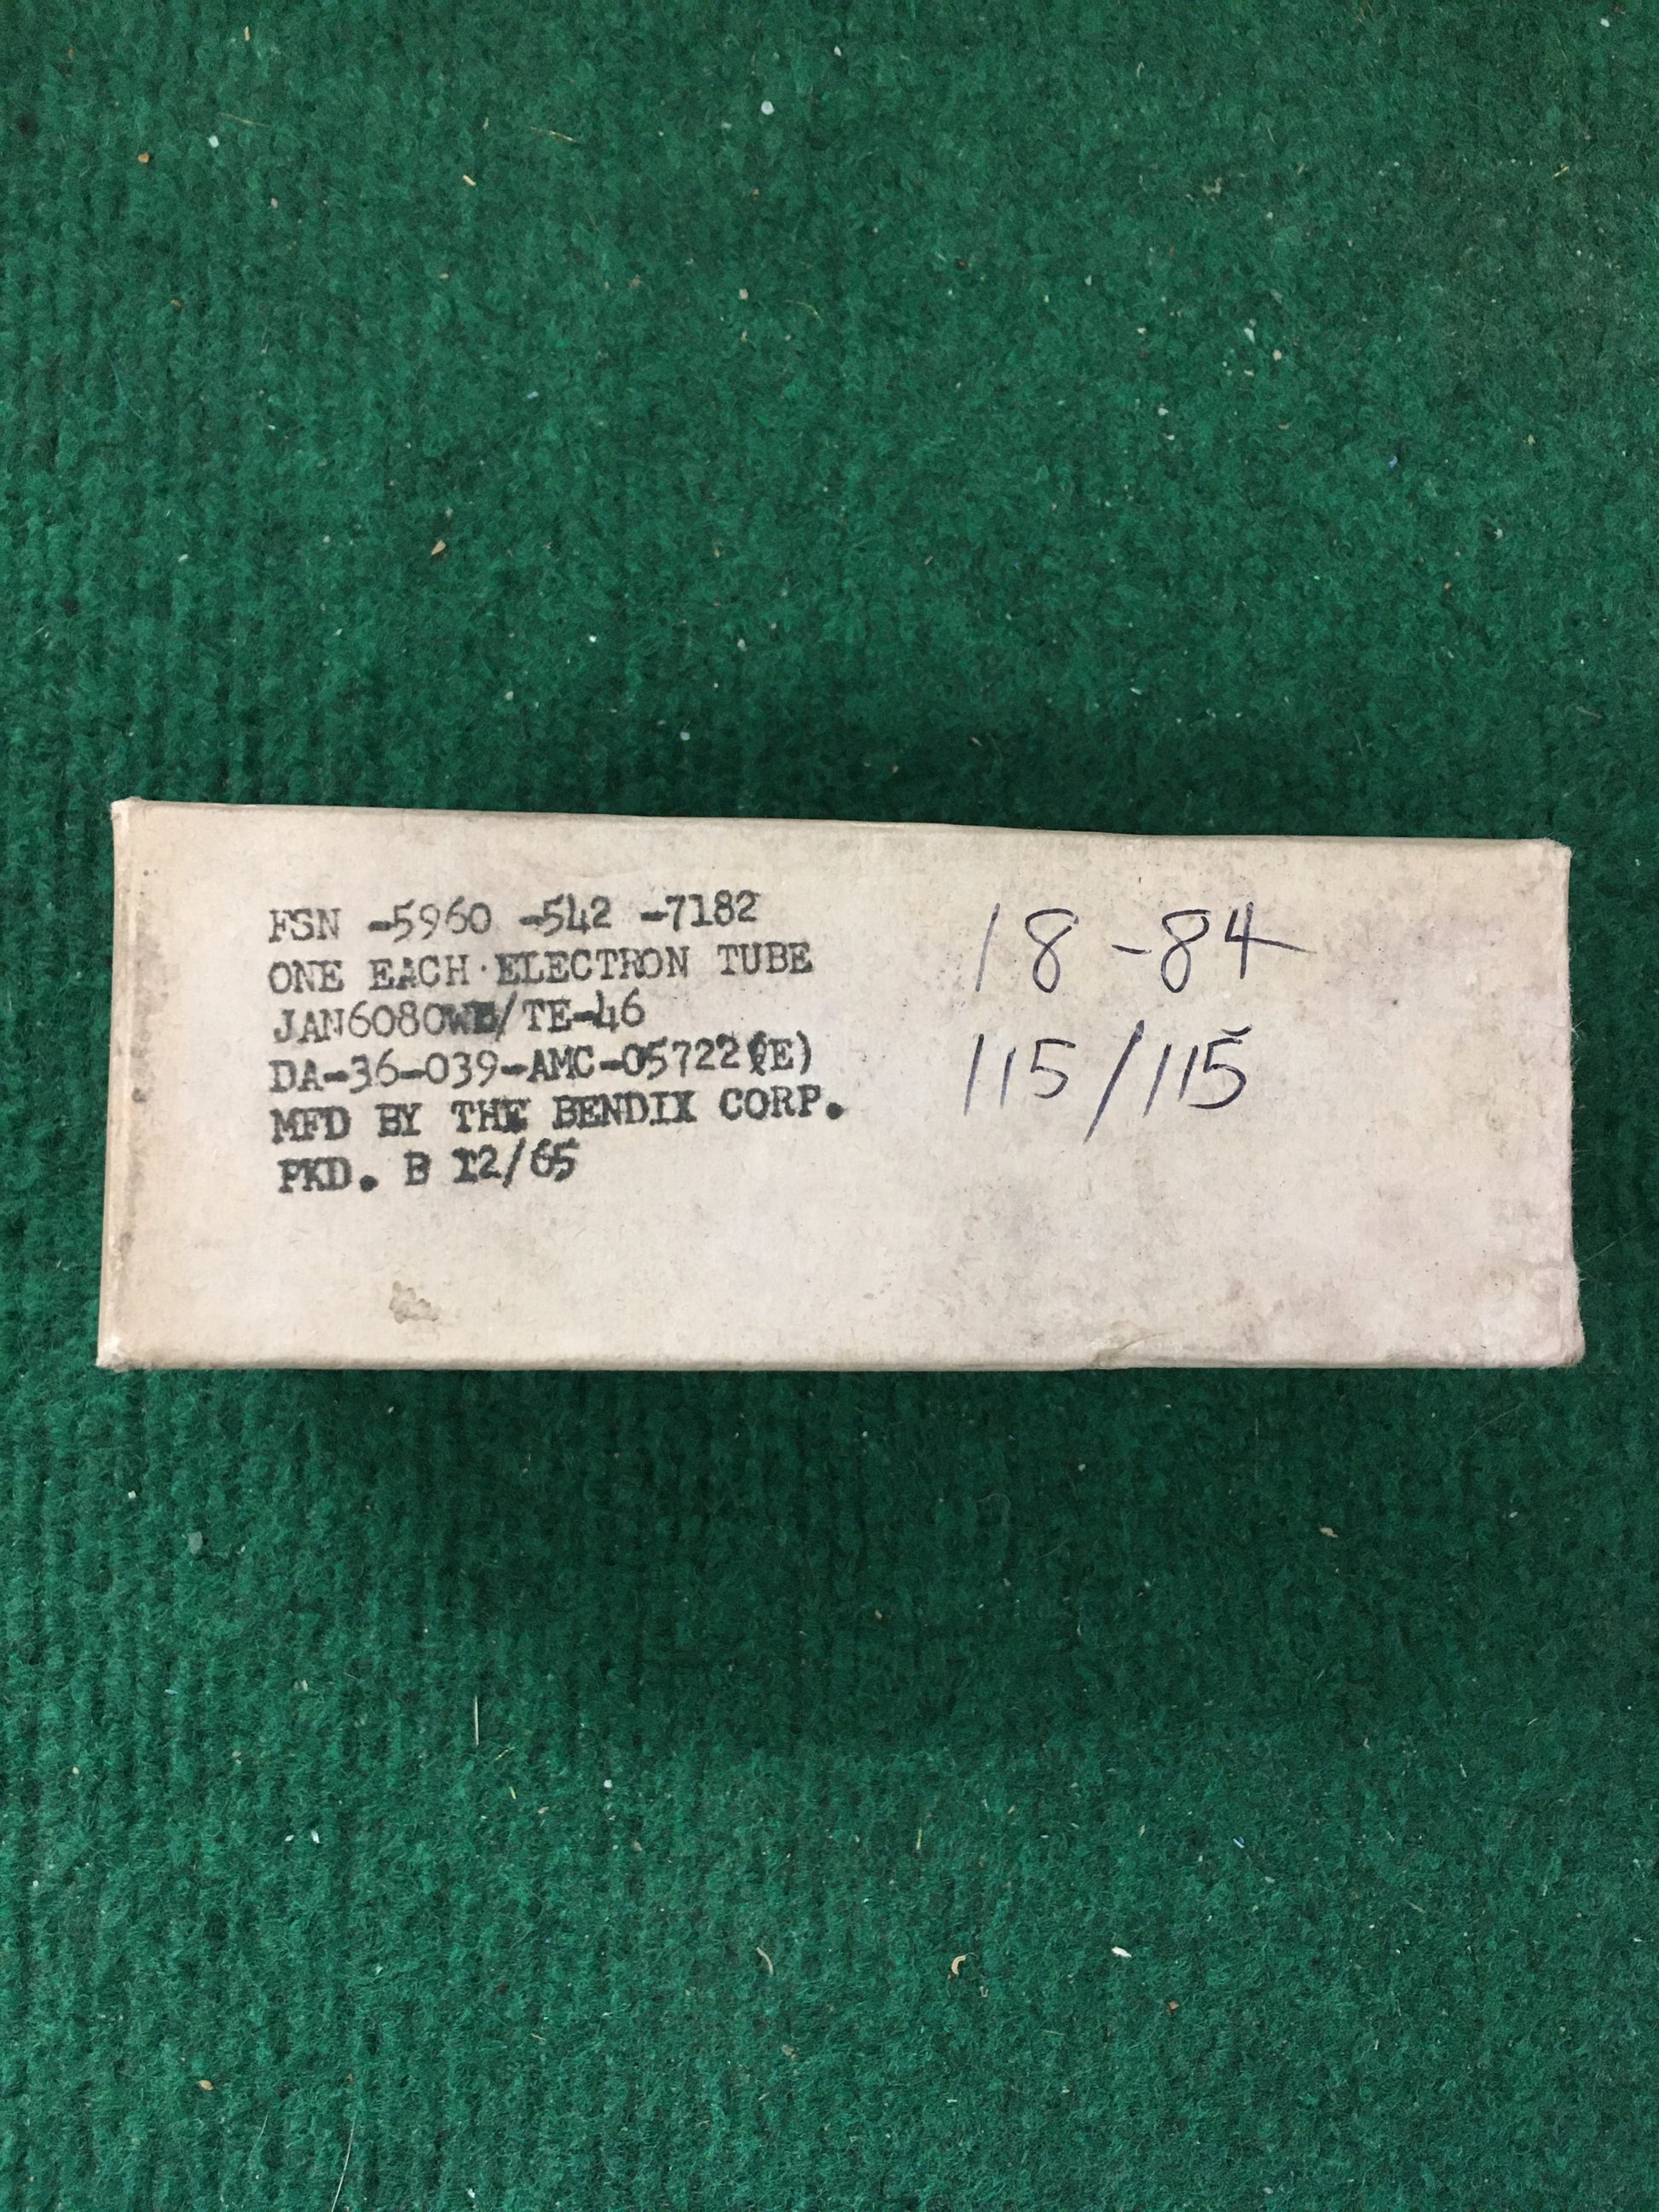 FSN -5960 -542 -7182
ONE EACH ELECTRON TUBE
JAN6080WB/TE-46
DA-36-039-AMC-05722(E)
MFD BY THE BENDIX CORP.
PKD. B 12/65
18-84
115/115